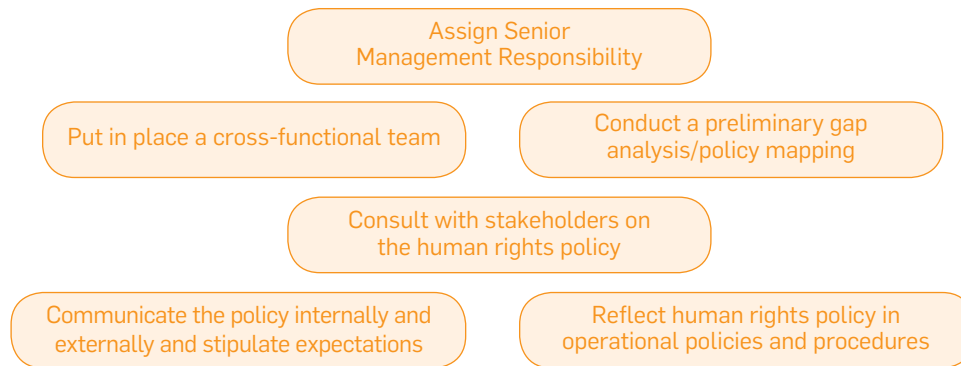 Assign Senior
Management Responsibility
Put in place a cross-functional team
Conduct a preliminary gap
analysis/policy mapping
Consult with stakeholders on
the human rights policy
Communicate the policy internally and
externally and stipulate expectations
Reflect human rights policy in
operational policies and procedures